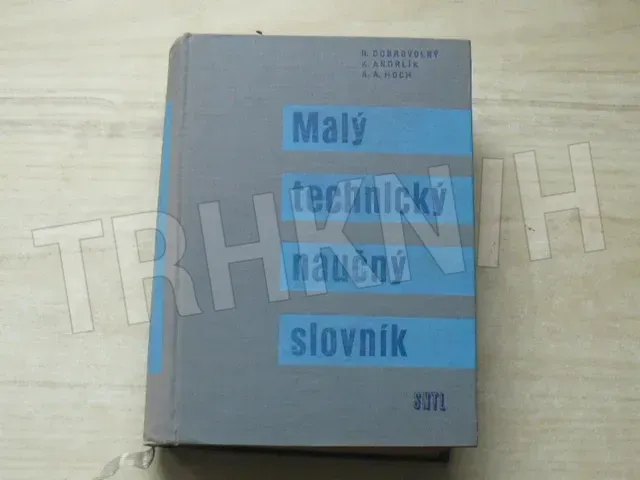 B. DOBROVOLNÝ
K. ANDRLÍK
A. A. HOCH
Malý
technický
naučný
slovník
SNTL
TRHKNIH